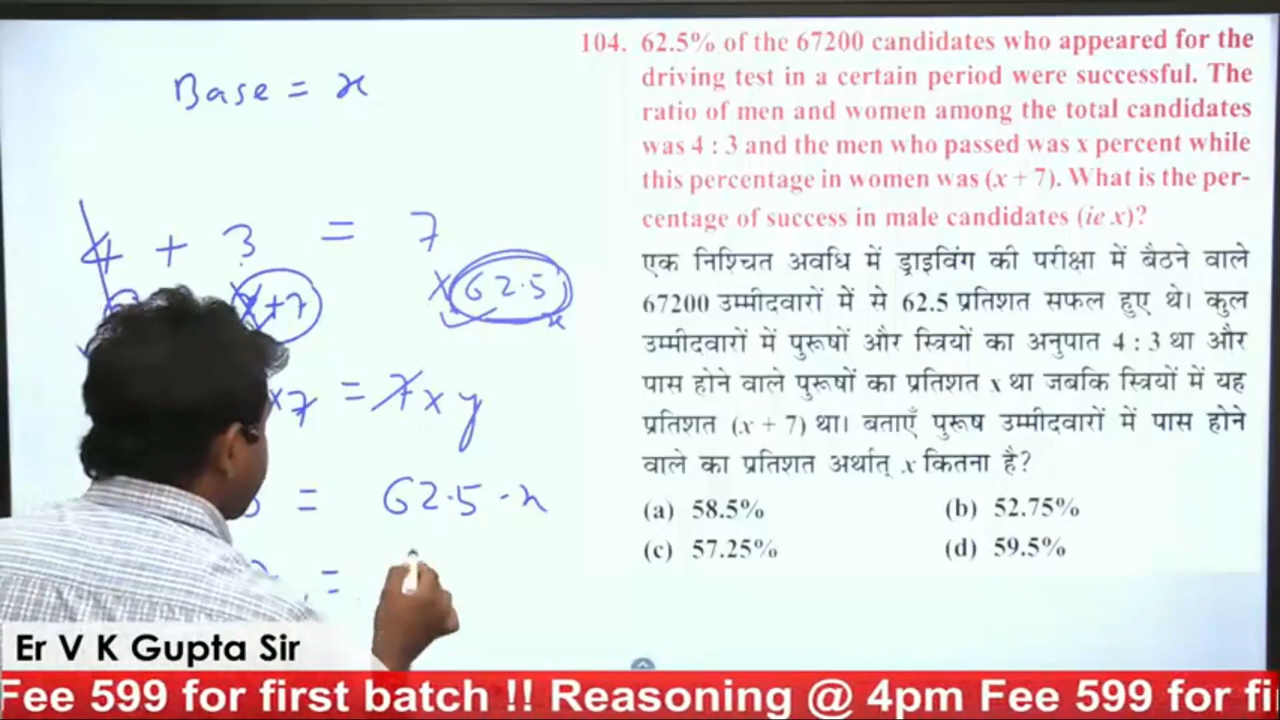 Base = x
4 + 3 = 7
x+7 x 62.5
x7 = 7xy
3 = 62.5 - x
=
104. 62.5% of the 67200 candidates who appeared for the
driving test in a certain period were successful. The
ratio of men and women among the total candidates
was 4 : 3 and the men who passed was x percent while
this percentage in women was (x + 7). What is the per-
centage of success in male candidates (ie x)?
एक निश्चित अवधि में ड्राइविंग की परीक्षा में बैठने वाले
67200 उम्मीदवारों में से 62.5 प्रतिशत सफल हुए थे। कुल
उम्मीदवारों में पुरूषों और स्त्रियों का अनुपात 4 : 3 था और
पास होने वाले पुरूषों का प्रतिशत x था जबकि स्त्रियों में यह
प्रतिशत (x + 7) था। बताएँ पुरूष उम्मीदवारों में पास होने
वाले का प्रतिशत अर्थात् x कितना है?
(a) 58.5% (b) 52.75%
(c) 57.25% (d) 59.5%
Er V K Gupta Sir
Fee 599 for first batch !! Reasoning @ 4pm Fee 599 for fi